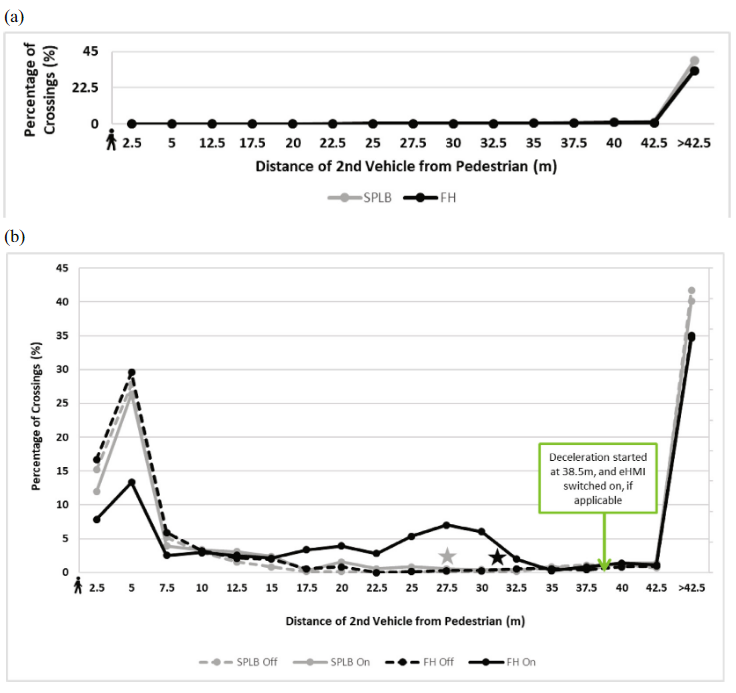 (a)
Percentage of
Crossings (%)
45
22.5
0
2.5 5 12.5 17.5 20 22.5 25 27.5 30 32.5 35 37.5 40 42.5 >42.5
Distance of 2nd Vehicle from Pedestrian (m)
SPLB FH
(b)
Percentage of Crossings (%)
45
40
35
30
25
20
15
10
5
0
Deceleration started
at 38.5m, and eHMI
switched on, if
applicable
2.5 5 7.5 10 12.5 15 17.5 20 22.5 25 27.5 30 32.5 35 37.5 40 42.5 >42.5
Distance of 2nd Vehicle from Pedestrian (m)
SPLB Off SPLB On FH Off FH On